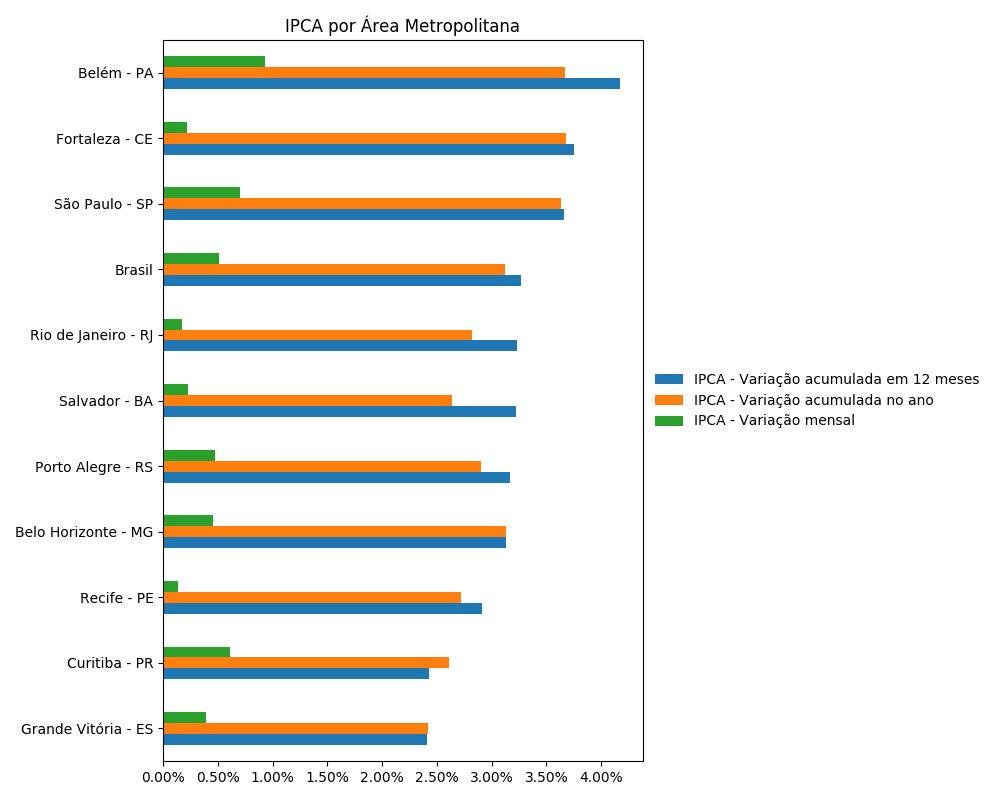 IPCA por Área Metropolitana
Belém - PA
Fortaleza - CE
São Paulo - SP
Brasil
Rio de Janeiro - RJ
Salvador - BA
Porto Alegre - RS
Belo Horizonte - MG
Recife - PE
Curitiba - PR
Grande Vitória - ES
0.00% 0.50% 1.00% 1.50% 2.00% 2.50% 3.00% 3.50% 4.00%
IPCA - Variação acumulada em 12 meses
IPCA - Variação acumulada no ano
IPCA - Variação mensal